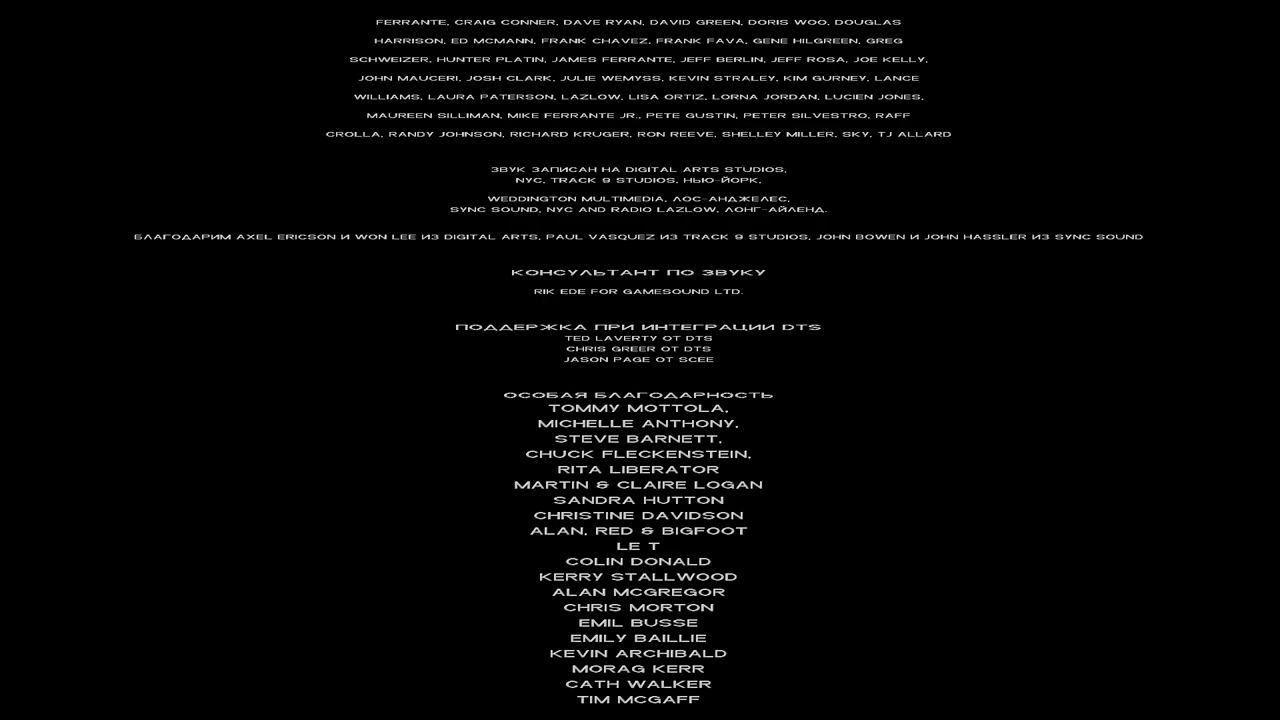 FERRANTE, CRAIG CONNER, DAVE RYAN, DAVID GREEN, DORIS WOO, DOUGLAS
HARRISON, ED MCMANN, FRANK CHAVEZ, FRANK FAVA, GENE HILGREEN, GREG
SCHWEIZER, HUNTER PLATIN, JAMES FERRANTE, JEFF BERLIN, JEFF ROSA, JOE KELLY,
JOHN MAUCERI, JOSH CLARK, JULIE WEMYSS, KEVIN STRALEY, KIM GURNEY, LANCE
WILLIAMS, LAURA PATERSON, LAZLOW, LISA ORTIZ, LORNA JORDAN, LUCIEN JONES,
MAUREEN SILLIMAN, MIKE FERRANTE JR., PETE GUSTIN, PETER SILVESTRO, RAFF
CROLLA, RANDY JOHNSON, RICHARD KRUGER, RON REEVE, SHELLEY MILLER, SKY, TJ ALLARD
ЗВУК ЗАПИСАН НА DIGITAL ARTS STUDIOS,
NYC, TRACK 9 STUDIOS, НЬЮ-ЙОРК,
WEDDINGTON MULTIMEDIA, ЛОС-АНДЖЕЛЕС,
SYNC SOUND, NYC AND RADIO LAZLOW, ЛОНГ-АЙЛЕНД.
БЛАГОДАРИМ AXEL ERICSON И WON LEE ИЗ DIGITAL ARTS, PAUL VASQUEZ ИЗ TRACK 9 STUDIOS, JOHN BOWEN И JOHN HASSLER ИЗ SYNC SOUND
КОНСУЛЬТАНТ ПО ЗВУКУ
RIK EDE FOR GAMESOUND LTD.
ПОДДЕРЖКА ПРИ ИНТЕГРАЦИИ DTS
TED LAVERTY ОТ DTS
CHRIS GREER ОТ DTS
JASON PAGE ОТ SCEE
ОСОБАЯ БЛАГОДАРНОСТЬ
TOMMY MOTTOLA,
MICHELLE ANTHONY,
STEVE BARNETT,
CHUCK FLECKENSTEIN,
RITA LIBERATOR
MARTIN & CLAIRE LOGAN
SANDRA HUTTON
CHRISTINE DAVIDSON
ALAN, RED & BIGFOOT
LE T
COLIN DONALD
KERRY STALLWOOD
ALAN MCGREGOR
CHRIS MORTON
EMIL BUSSE
EMILY BAILLIE
KEVIN ARCHIBALD
MORAG KERR
CATH WALKER
TIM MCGAFF